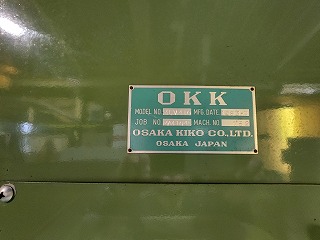 OKK
MODEL NO. MFG. DATE.
JOB NO. MACH. NO.
OSAKA KIKO CO., LTD.
OSAKA JAPAN